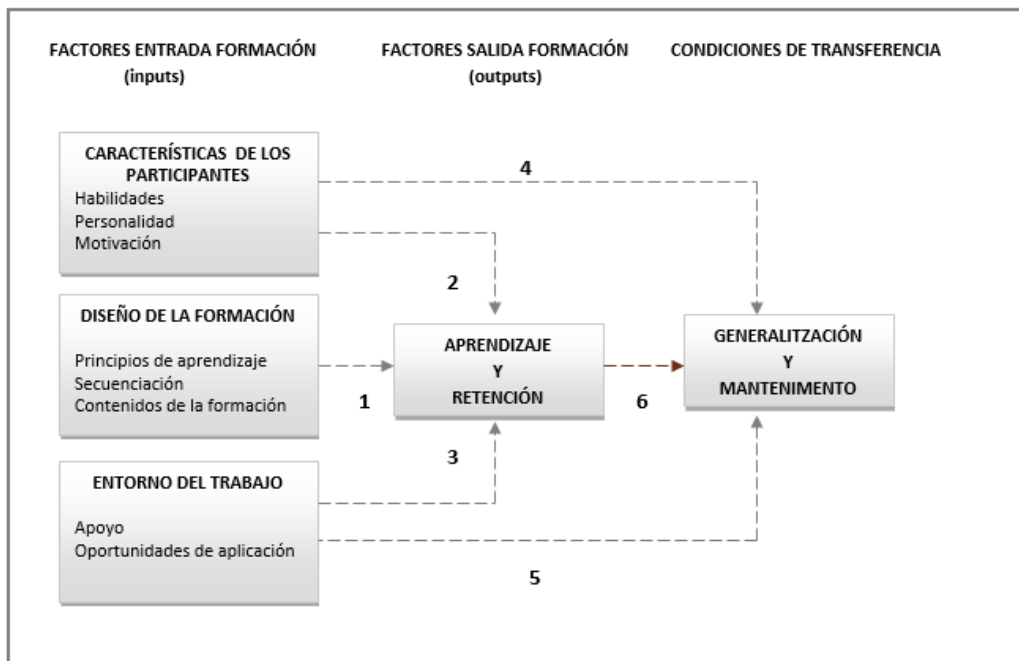 FACTORES ENTRADA FORMACIÓN
(inputs)
FACTORES SALIDA FORMACIÓN
(outputs)
CONDICIONES DE TRANSFERENCIA
CARACTERÍSTICAS DE LOS
PARTICIPANTES
Habilidades
Personalidad
Motivación
4
2
DISEÑO DE LA FORMACIÓN
Principios de aprendizaje
Secuenciación
Contenidos de la formación
1
APRENDIZAJE
Y
RETENCIÓN
6
GENERALITZACIÓN
Y
MANTENIMENTO
3
ENTORNO DEL TRABAJO
Apoyo
Oportunidades de aplicación
5